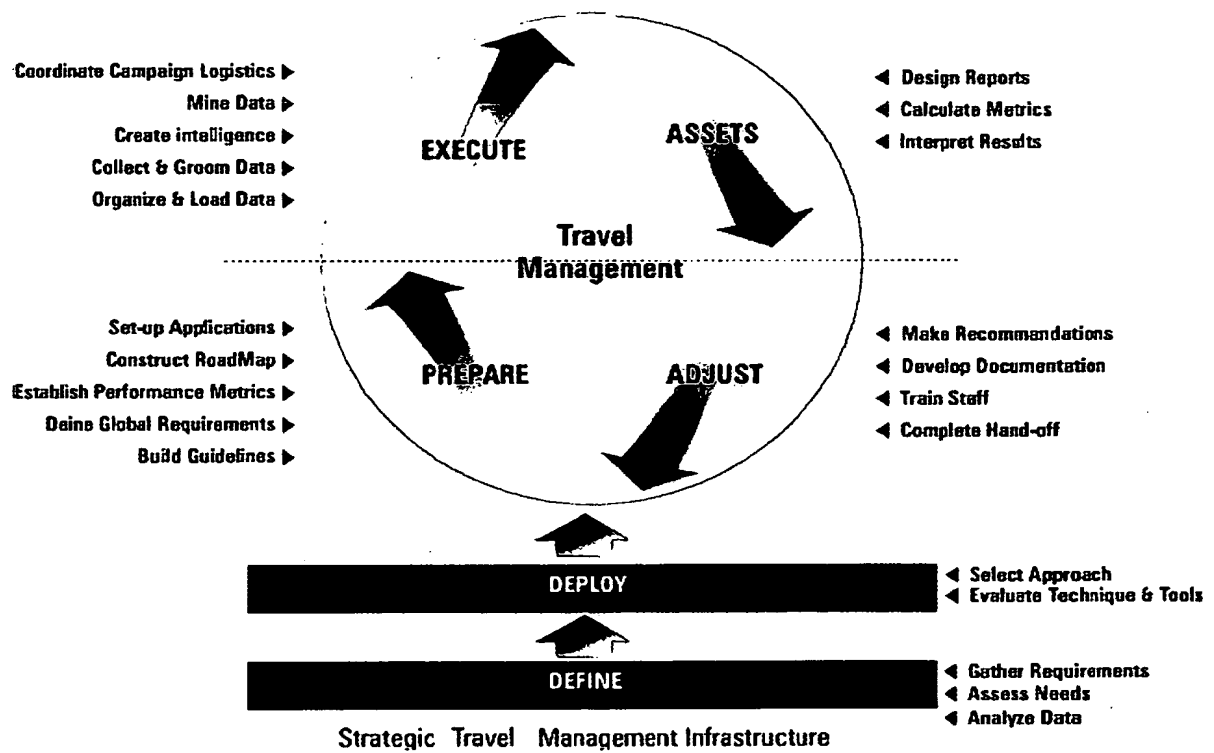 Coordinate Campaign Logistics
Mine Data
Create intelligence
Collect & Groom Data
Organize & Load Data
EXECUTE
ASSETS
Design Reports
Calculate Metrics
Interpret Results
Travel
Management
Set-up Applications
Construct RoadMap
Establish Performance Metrics
Deine Global Requirements
Build Guidelines
PREPARE
ADJUST
Make Recommandations
Develop Documentation
Train Staff
Complete Hand-off
DEPLOY
Select Approach
Evaluate Technique & Tools
DEFINE
Gather Requirements
Assess Needs
Analyze Data
Strategic Travel Management Infrastructure